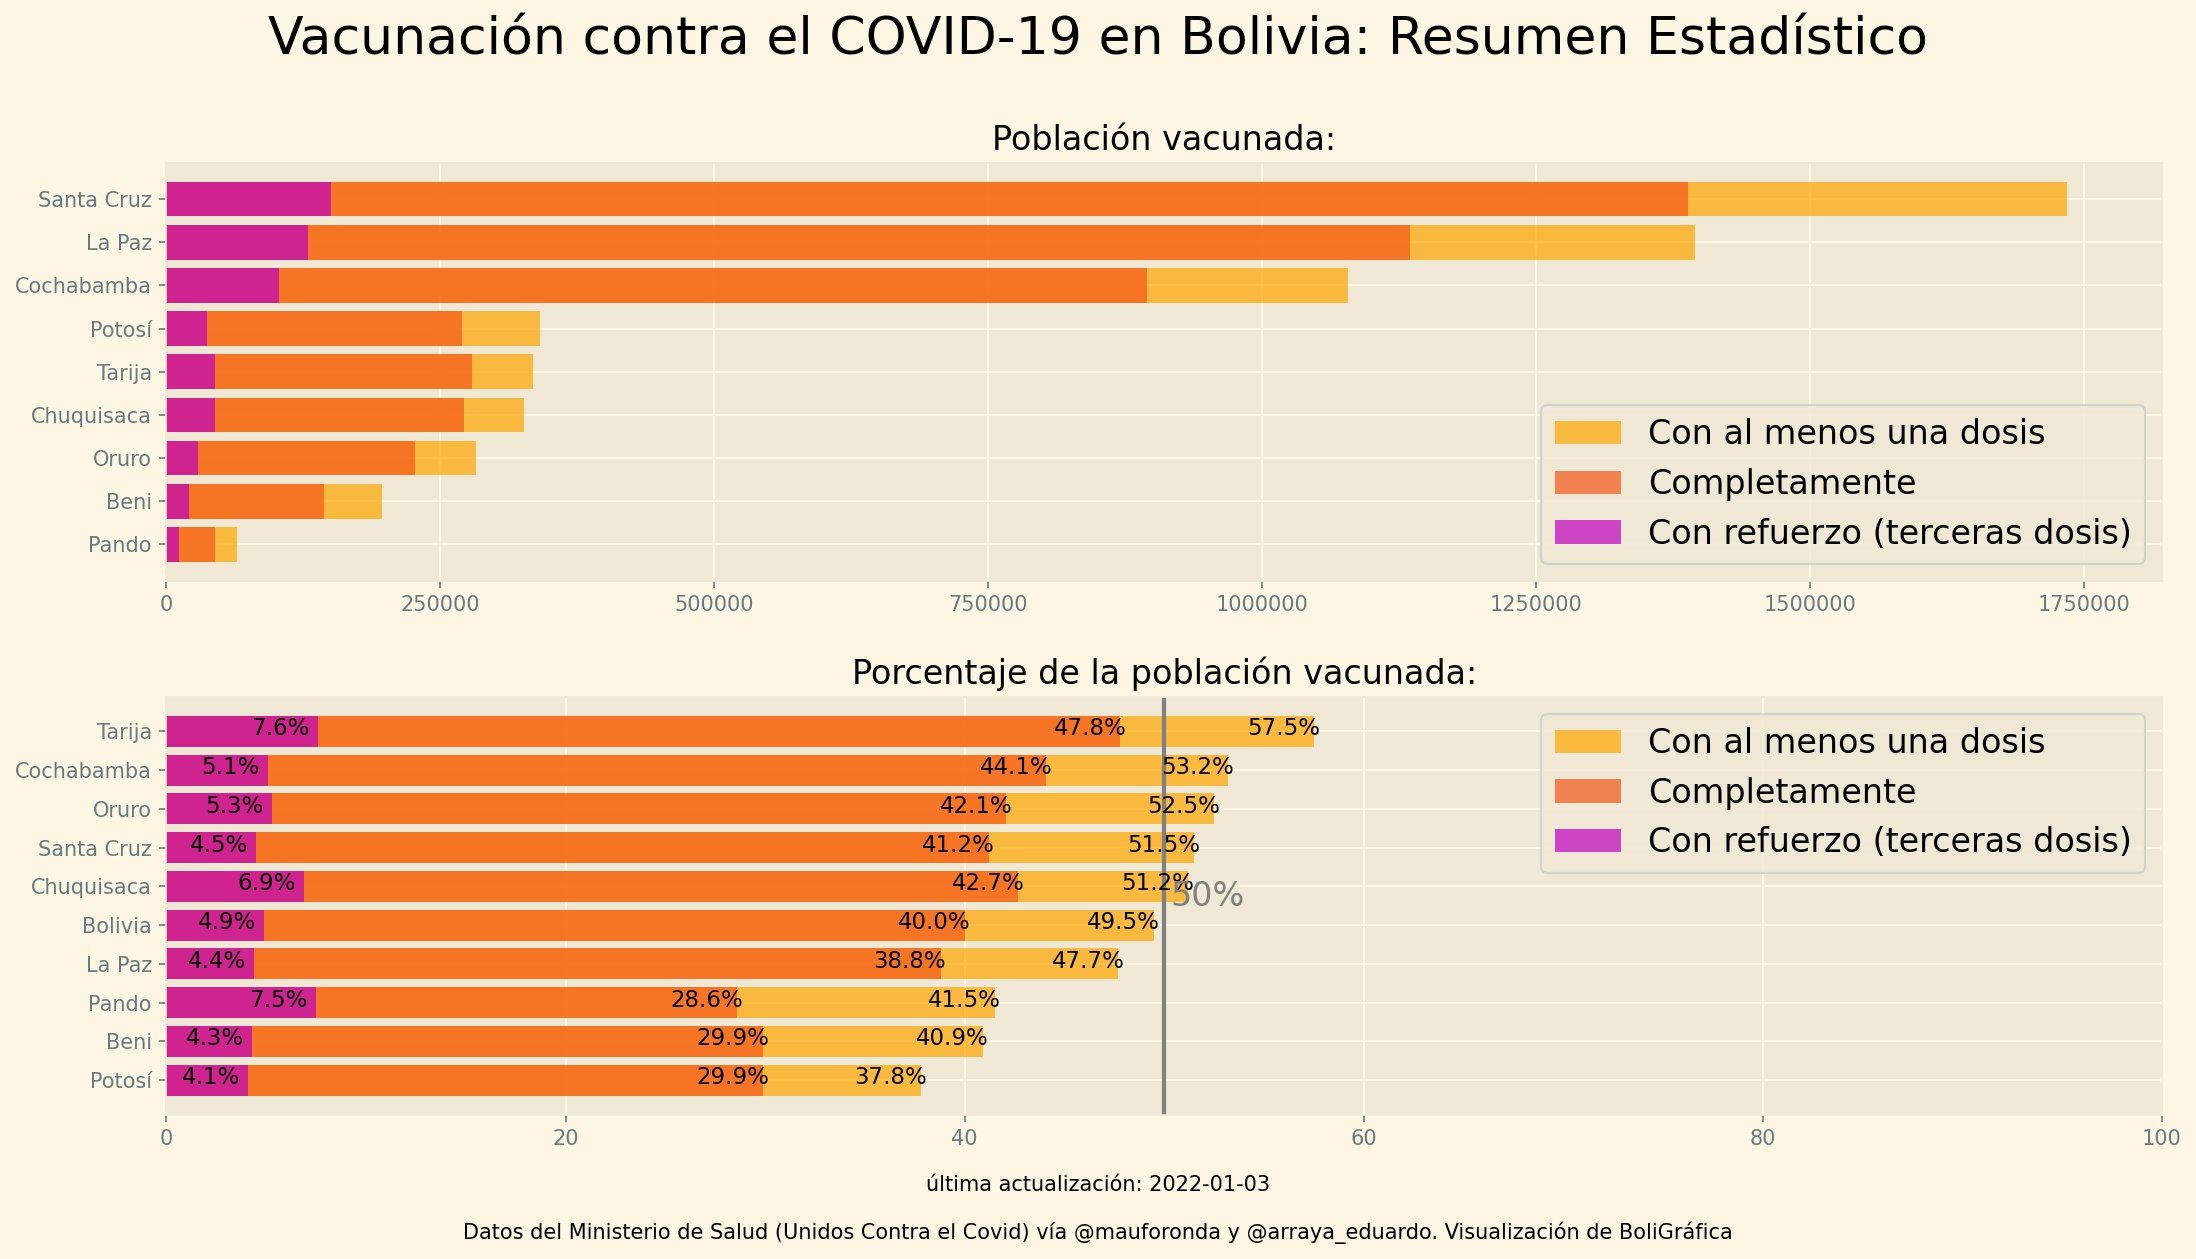 Vacunación contra el COVID-19 en Bolivia: Resumen Estadístico
Población vacunada:
Santa Cruz
La Paz
Cochabamba
Potosí
Tarija
Chuquisaca
Oruro
Beni
Pando
Con al menos una dosis
Completamente
Con refuerzo (terceras dosis)
0 250000 500000 750000 1000000 1250000 1500000 1750000
Porcentaje de la población vacunada:
Tarija 7.6% 47.8% 57.5%
Cochabamba 5.1% 44.1% 53.2%
Oruro 5.3% 42.1% 52.5%
Santa Cruz 4.5% 41.2% 51.5%
Chuquisaca 6.9% 42.7% 51.2%
50%
Bolivia 4.9% 40.0% 49.5%
La Paz 4.4% 38.8% 47.7%
Pando 7.5% 28.6% 41.5%
Beni 4.3% 29.9% 40.9%
Potosí 4.1% 29.9% 37.8%
Con al menos una dosis
Completamente
Con refuerzo (terceras dosis)
0 20 40 60 80 100
última actualización: 2022-01-03
Datos del Ministerio de Salud (Unidos Contra el Covid) vía @mauforonda y @arraya_eduardo. Visualización de BoliGráfica